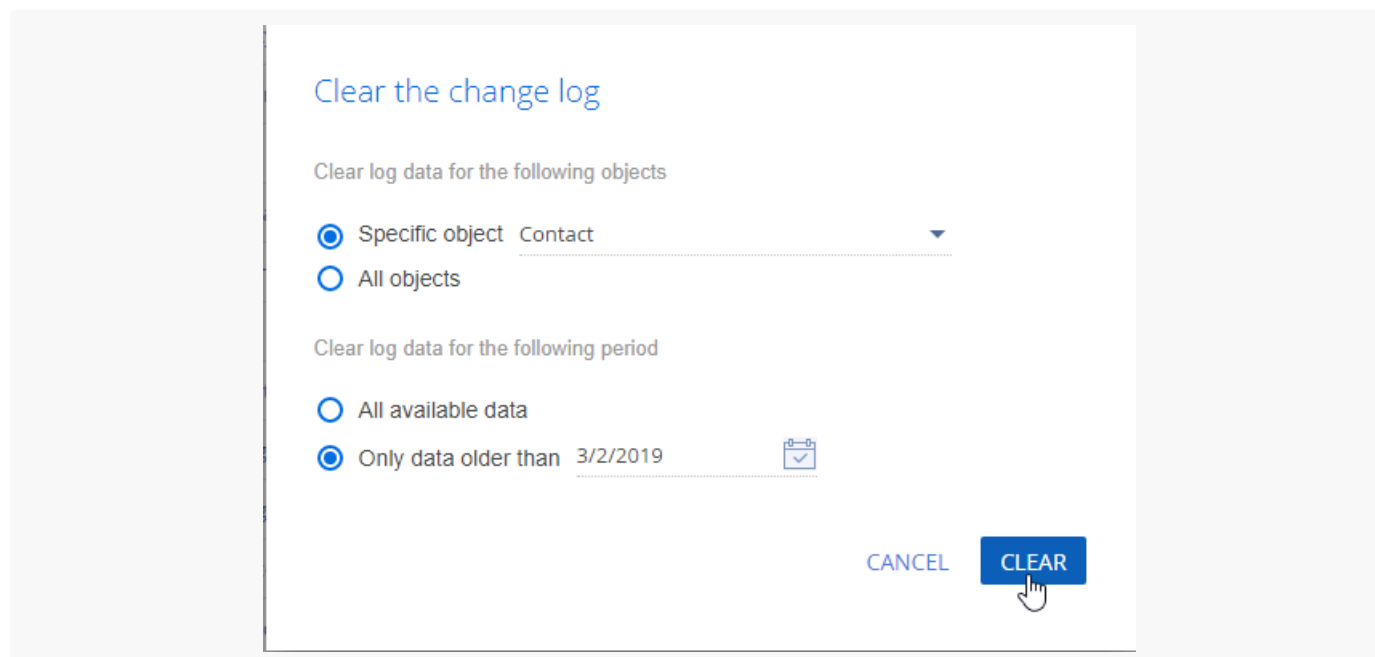 Clear the change log
Clear log data for the following objects
Specific object Contact
All objects
Clear log data for the following period
All available data
Only data older than 3/2/2019
CANCEL CLEAR